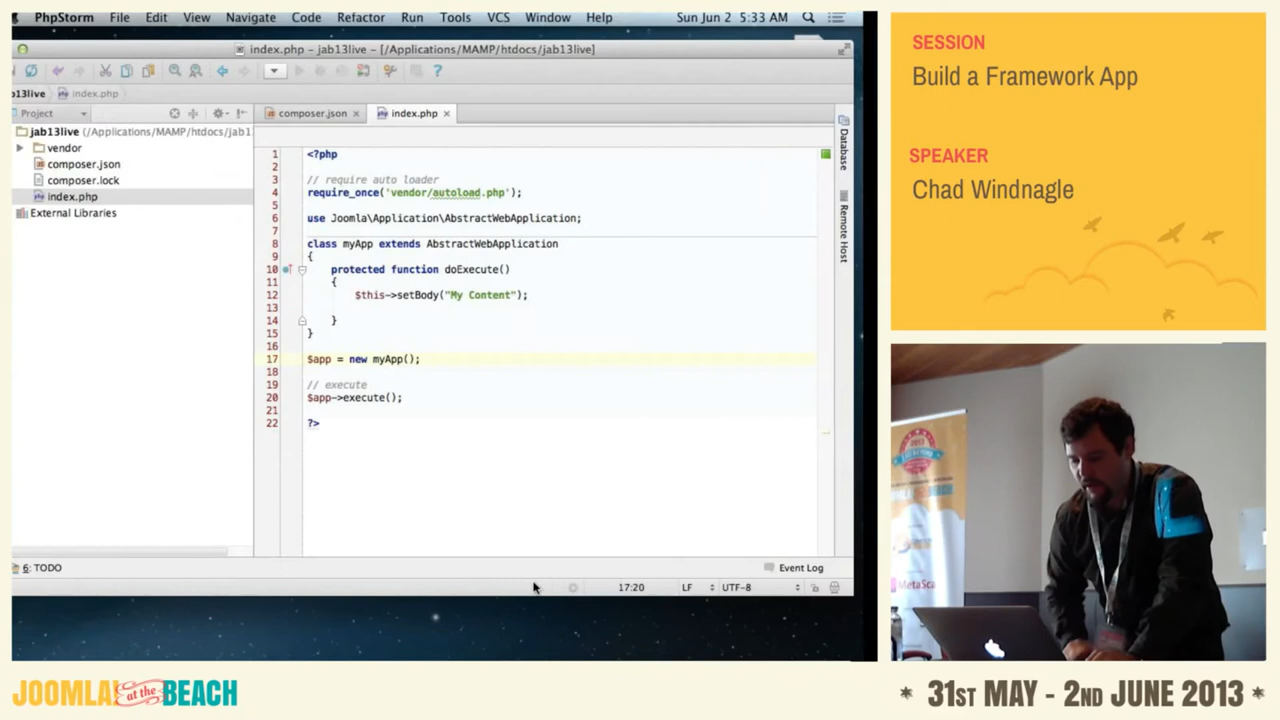 PhpStorm File Edit View Navigate Code Refactor Run Tools VCS Window Help Sun Jun 2 5:33 AM
index.php - jab13live - [/Applications/MAMP/htdocs/jab13live]
index.php
Project
composer.json
index.php
jab13live (/Applications/MAMP/htdocs/jab1
vendor
composer.json
composer.lock
index.php
External Libraries
1 <?php
2
3 // require auto loader
4 require_once('vendor/autoload.php');
5
6 use Joomla\Application\AbstractWebApplication;
7
8 class myApp extends AbstractWebApplication
9 {
10 protected function doExecute()
11 {
12 $this->setBody("My Content");
13
14 }
15 }
16
17 $app = new myApp();
18
19 // execute
20 $app->execute();
21
22 ?>
Database
Remote Host
6: TODO
Event Log
17:20 LF UTF-8
SESSION
Build a Framework App
SPEAKER
Chad Windnagle
2013
MetaSca
JOOMLA! at the BEACH
* 31ST MAY - 2ND JUNE 2013 *